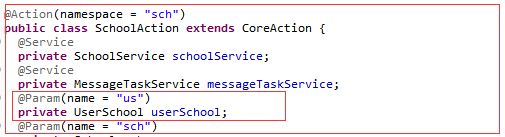 @Action(namespace = "sch")
public class SchoolAction extends CoreAction {
@Service
private SchoolService schoolService;
@Service
private MessageTaskService messageTaskService;
@Param(name = "us")
private UserSchool userSchool;
@Param(name = "sch")